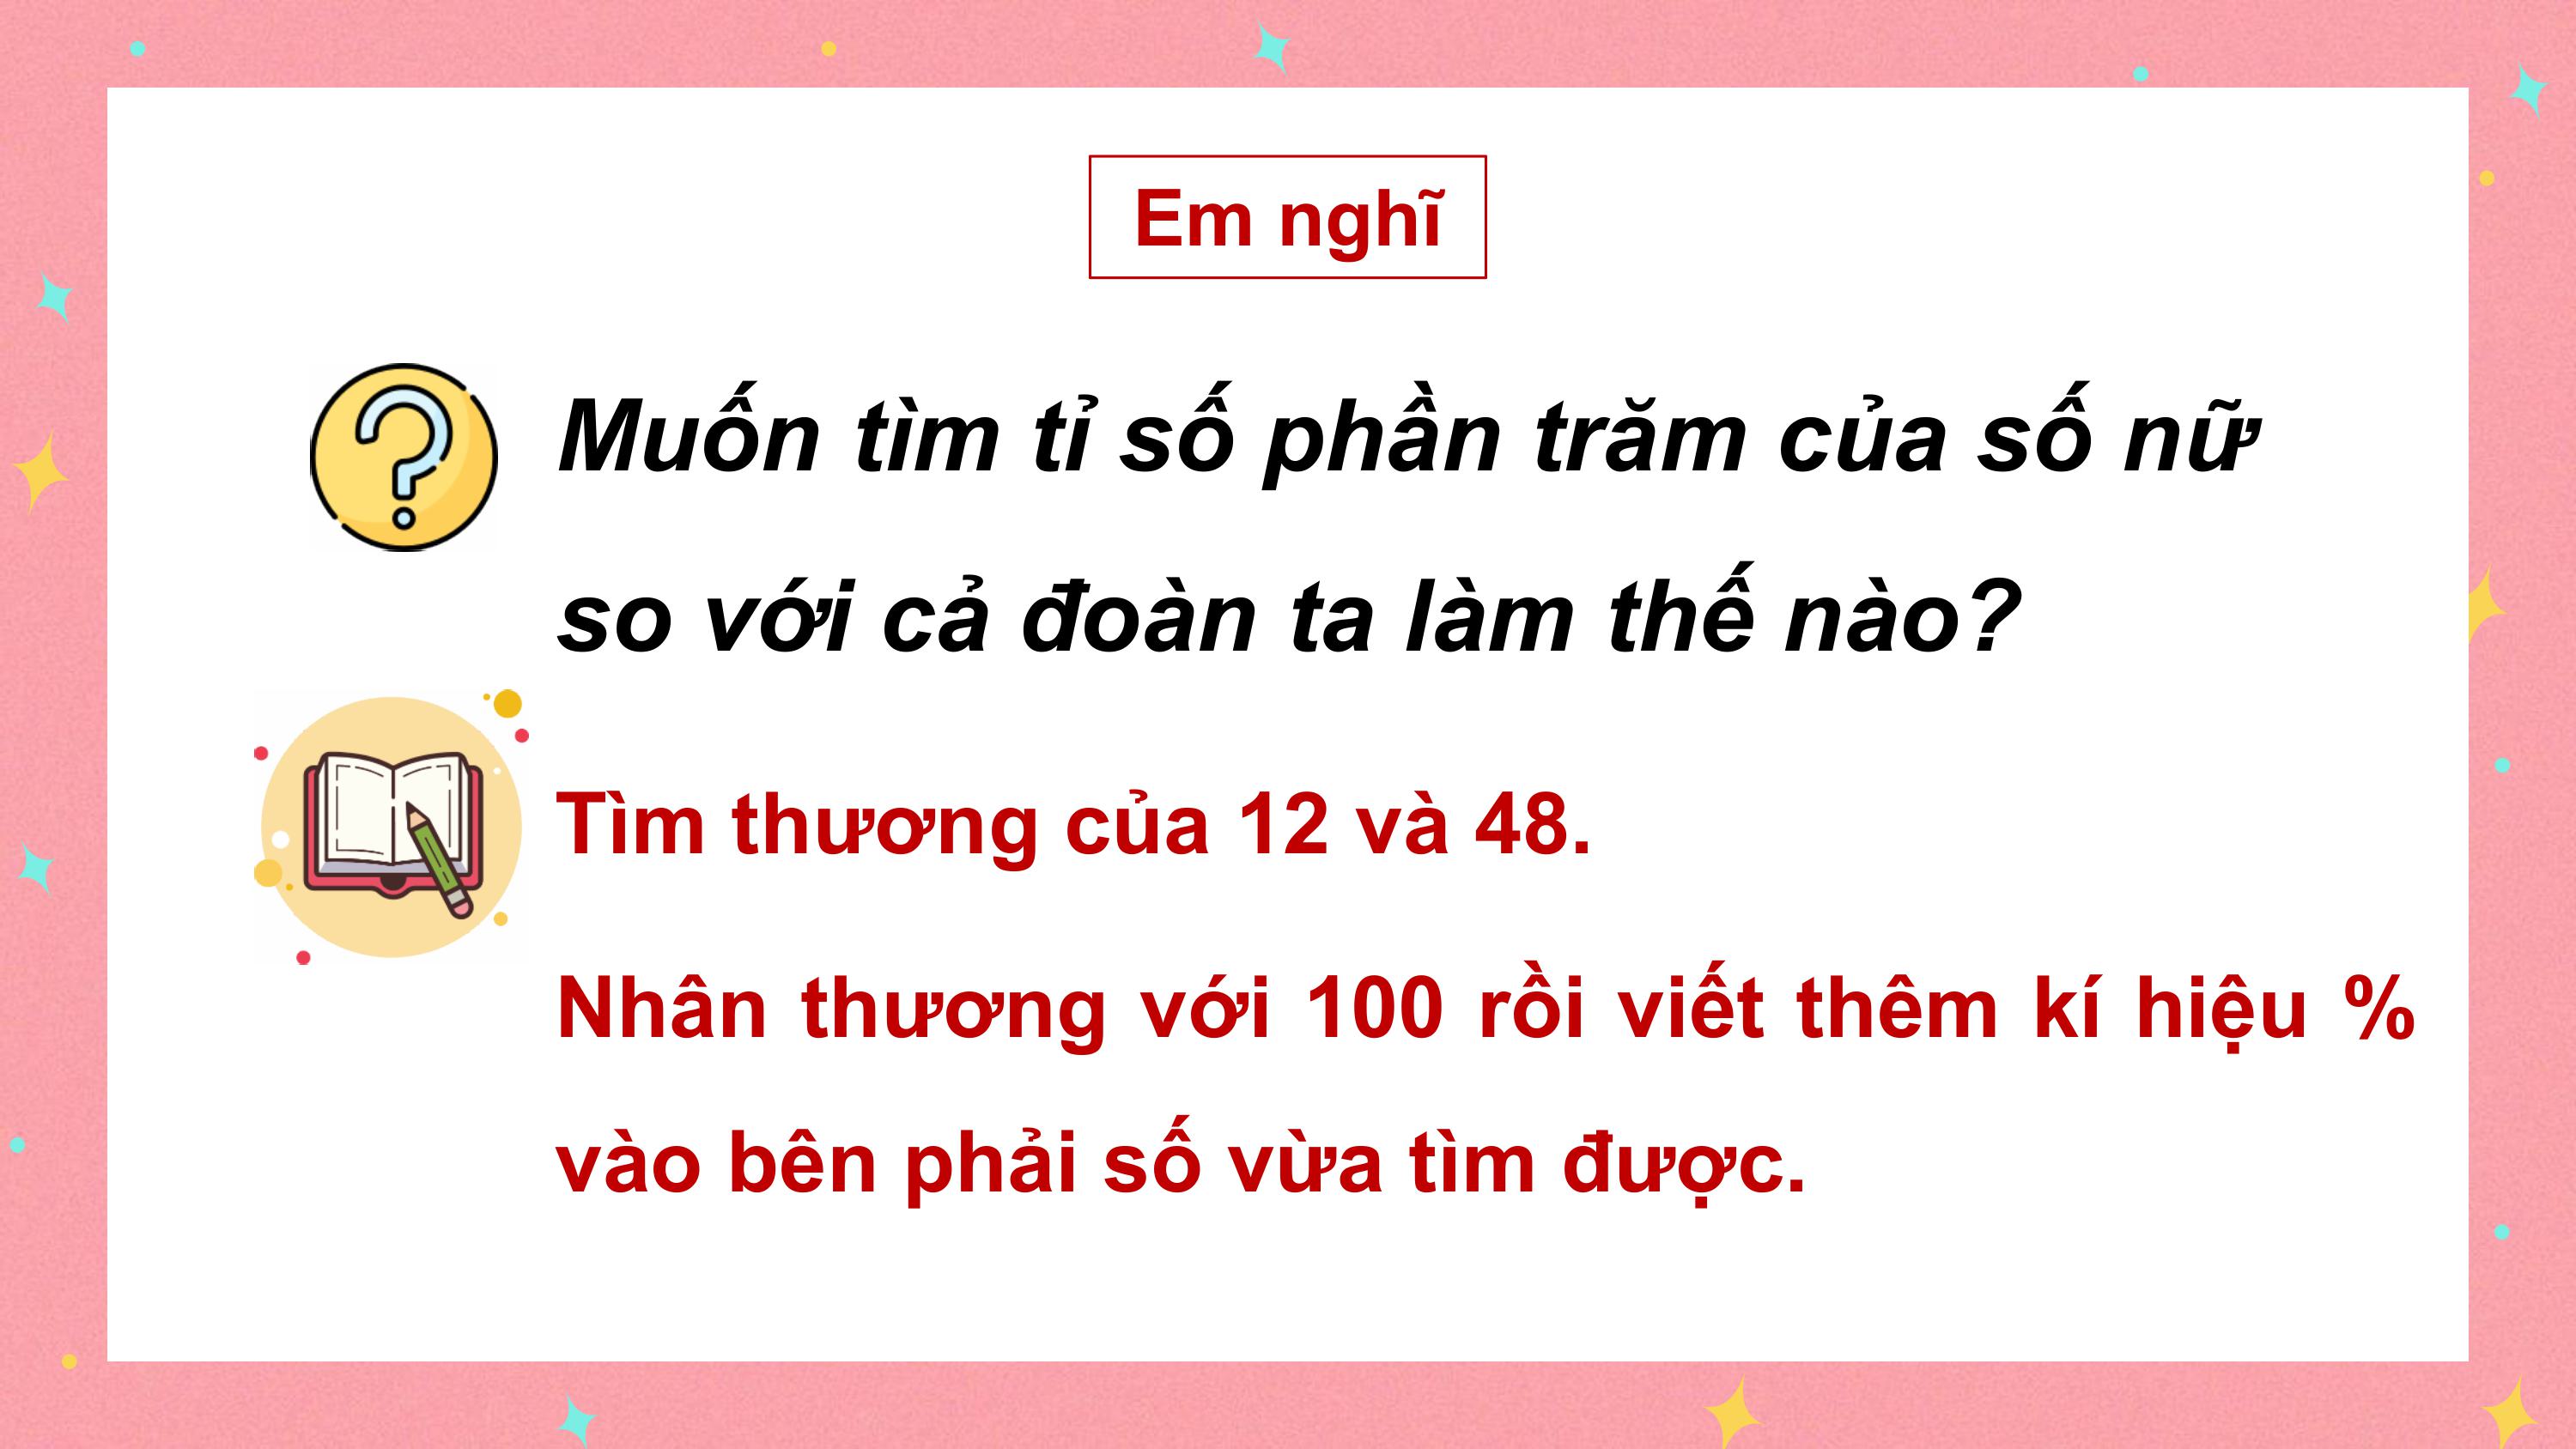 Em nghĩ
Muốn tìm tỉ số phần trăm của số nữ
so với cả đoàn ta làm thế nào?
Tìm thương của 12 và 48.
Nhân thương với 100 rồi viết thêm kí hiệu %
vào bên phải số vừa tìm được.